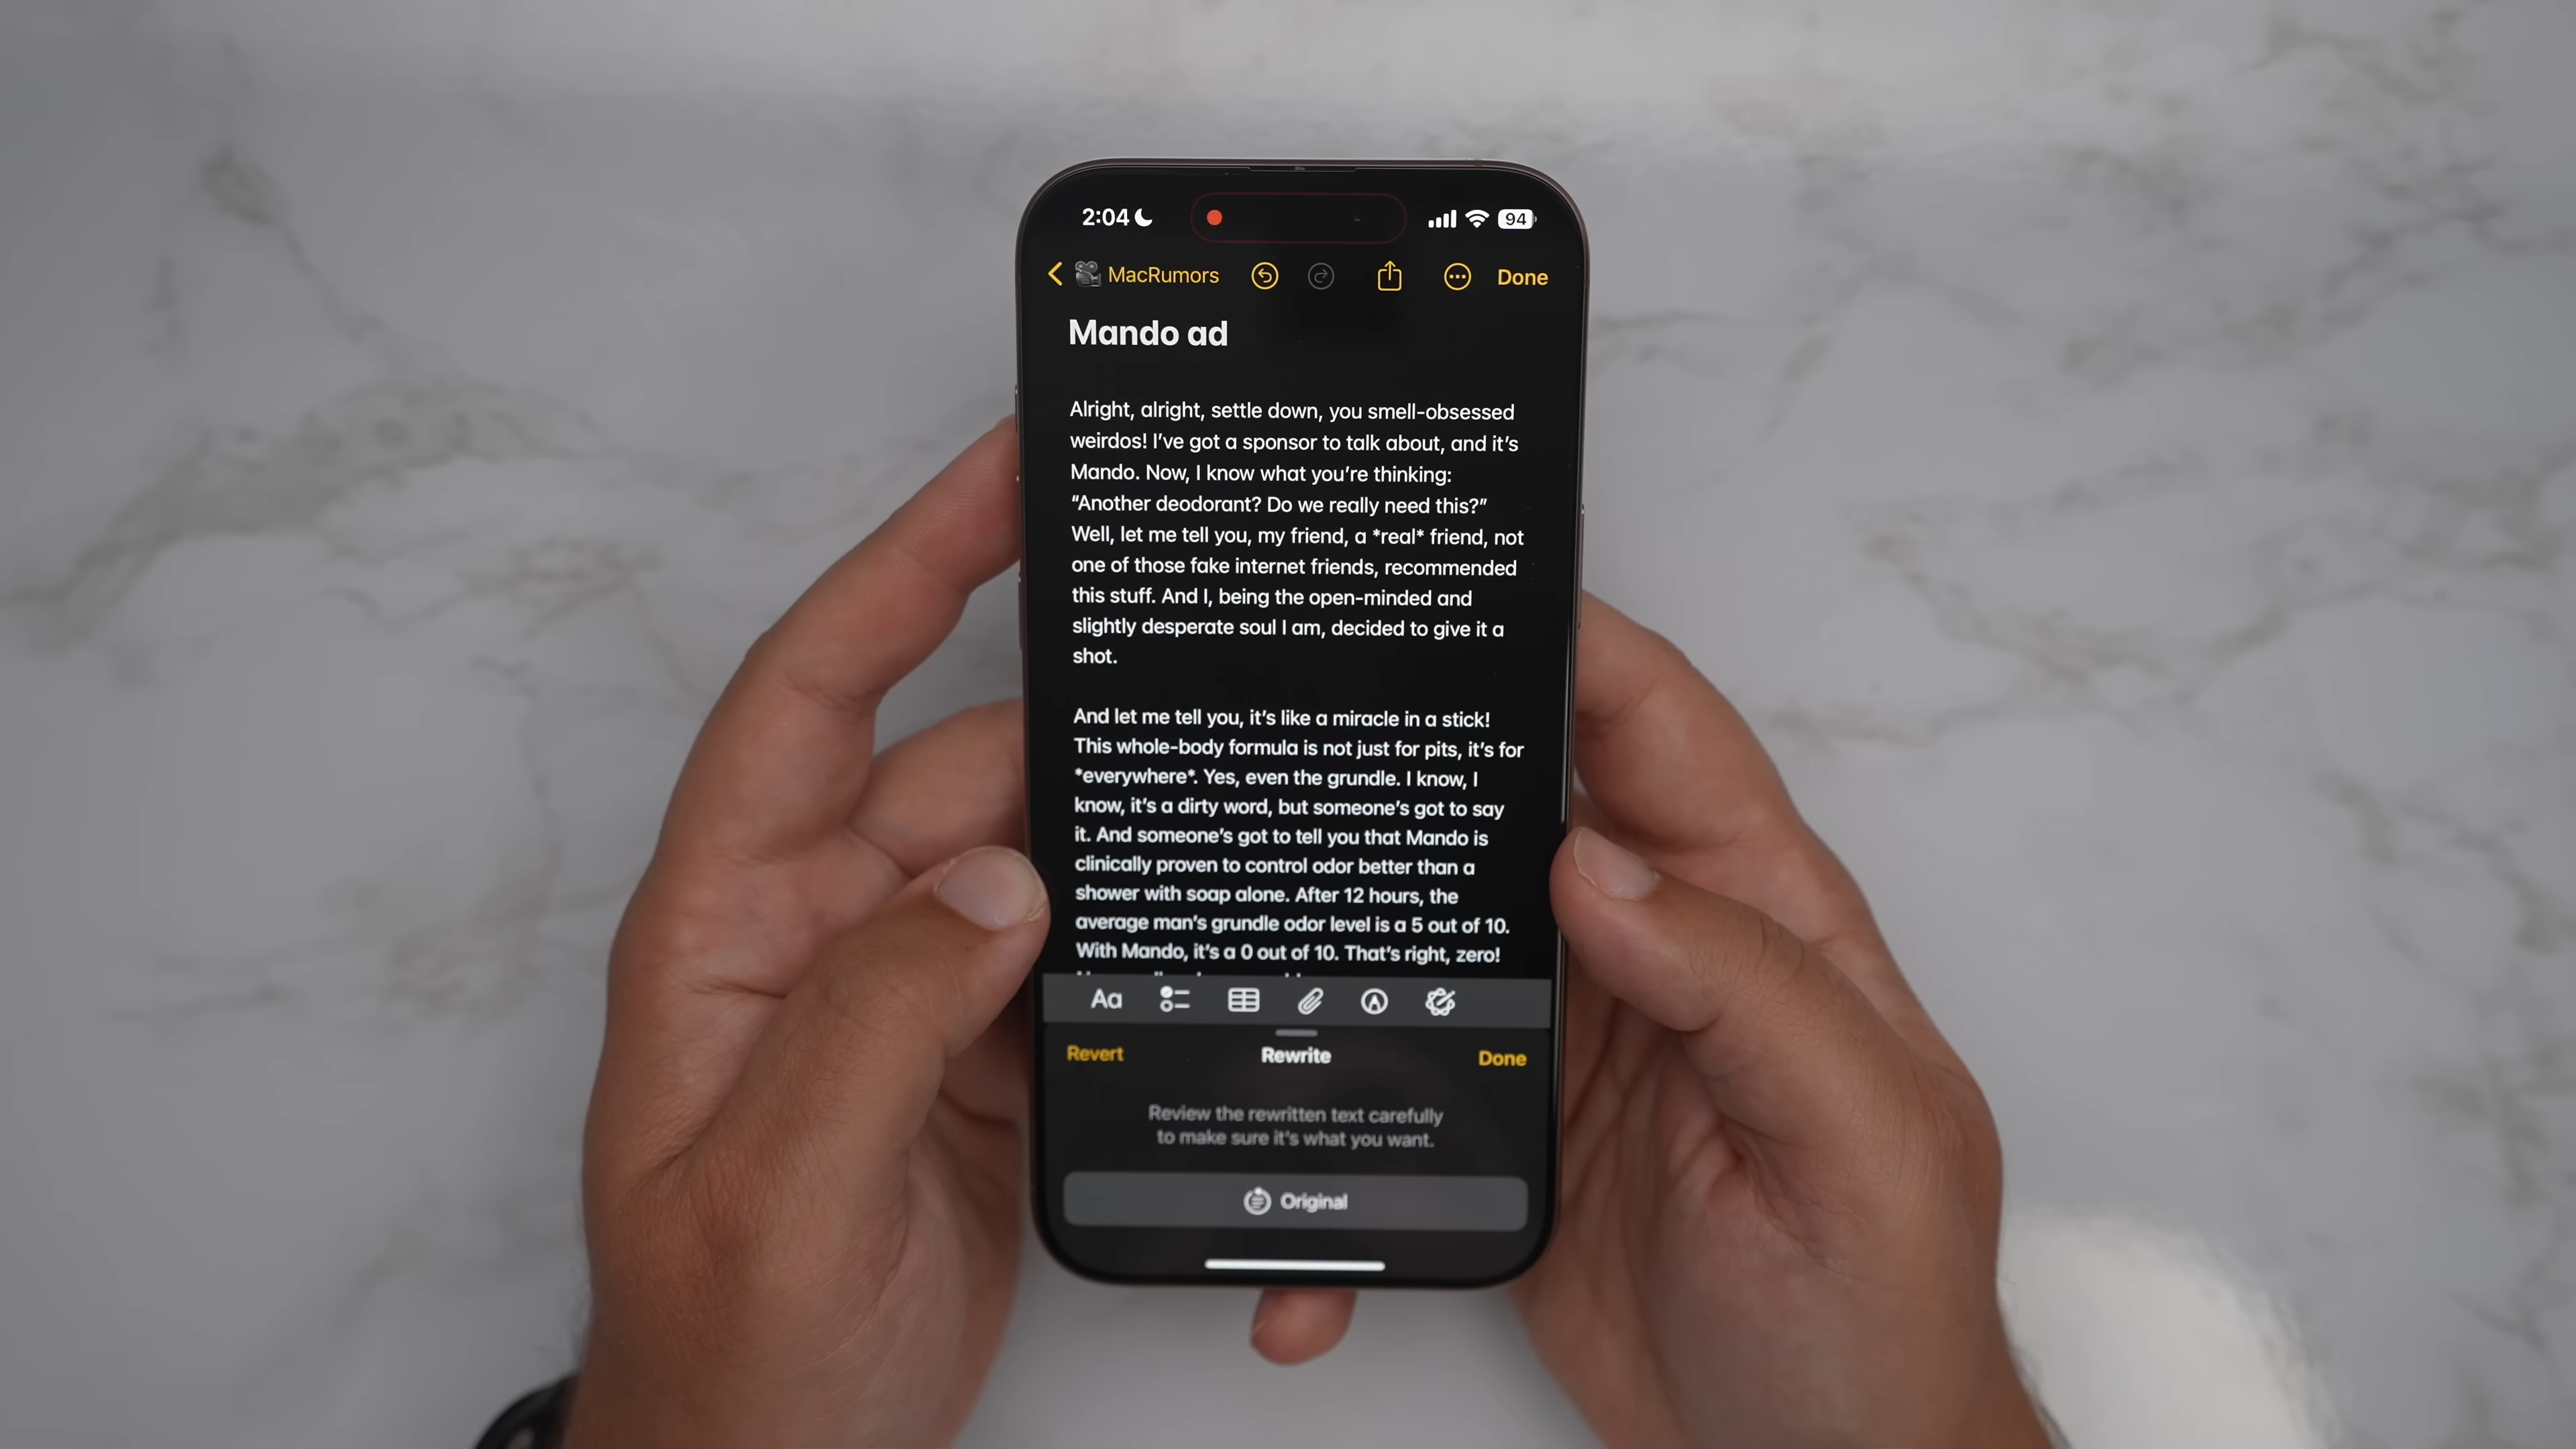 2:04
94
MacRumors
Done
Mando ad
Alright, alright, settle down, you smell-obsessed
weirdos! I've got a sponsor to talk about, and it's
Mando. Now, I know what you're thinking:
“Another deodorant? Do we really need this?”
Well, let me tell you, my friend, a *real* friend, not
one of those fake internet friends, recommended
this stuff. And I, being the open-minded and
slightly desperate soul I am, decided to give it a
shot.
And let me tell you, it's like a miracle in a stick!
This whole-body formula is not just for pits, it's for
*everywhere*. Yes, even the grundle. I know, I
know, it's a dirty word, but someone's got to say
it. And someone's got to tell you that Mando is
clinically proven to control odor better than a
shower with soap alone. After 12 hours, the
average man's grundle odor level is a 5 out of 10.
With Mando, it's a 0 out of 10. That's right, zero!
Aa
Revert
Rewrite
Done
Review the rewritten text carefully
to make sure it's what you want.
Original